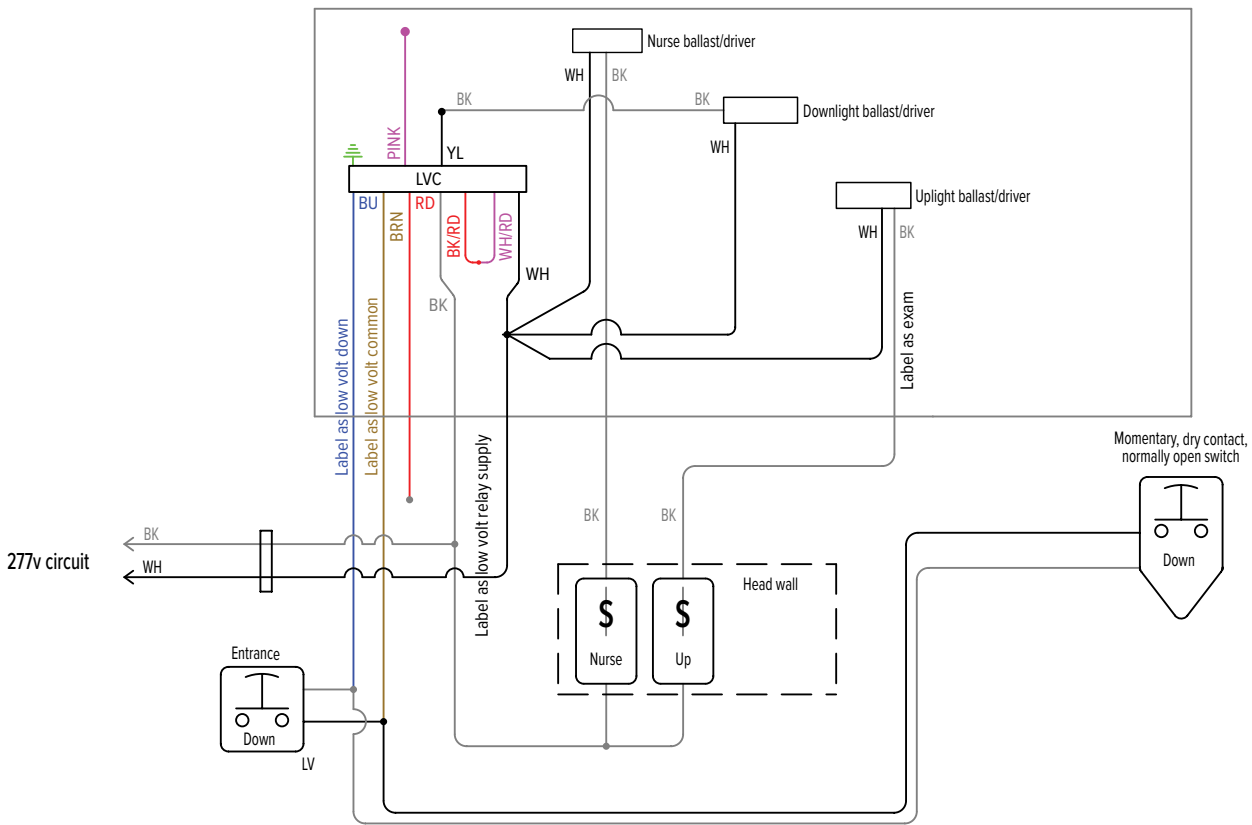 Nurse ballast/driver
WH
BK
BK
BK
Downlight ballast/driver
WH
PINK
YL
LVC
Uplight ballast/driver
WH
BK
BU
BRN
RD
BK/RD
WH/RD
WH
BK
Label as low volt down
Label as low volt common
Label as exam
Label as low volt relay supply
Momentary, dry contact,
normally open switch
Down
BK
BK
BK
277v circuit
WH
Head wall
$
$
Nurse
Up
Entrance
Down
LV